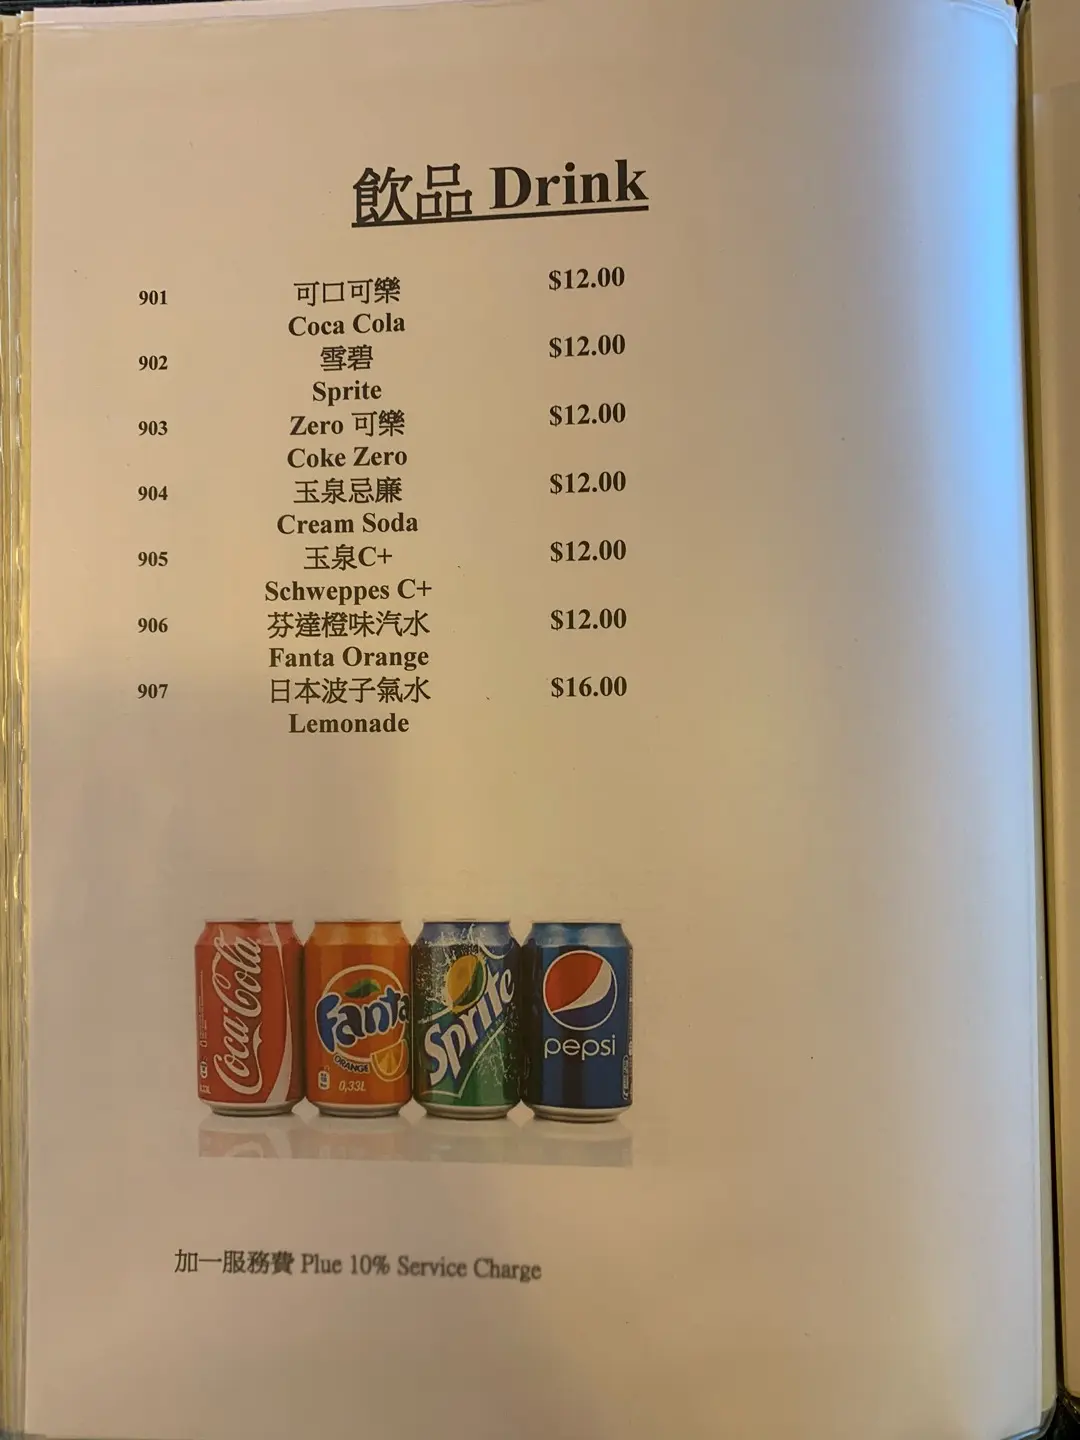 飲品 Drink
901 可口可樂 $12.00
Coca Cola
902 雪碧 $12.00
Sprite
903 Zero 可樂 $12.00
Coke Zero
904 玉泉忌廉 $12.00
Cream Soda
905 玉泉C+ $12.00
Schweppes C+
906 芬達橙味汽水 $12.00
Fanta Orange
907 日本波子氣水 $16.00
Lemonade
Coca-Cola
Fanta
ORANGE
0,33L
Sprite
pepsi
加一服務費 Plue 10% Service Charge